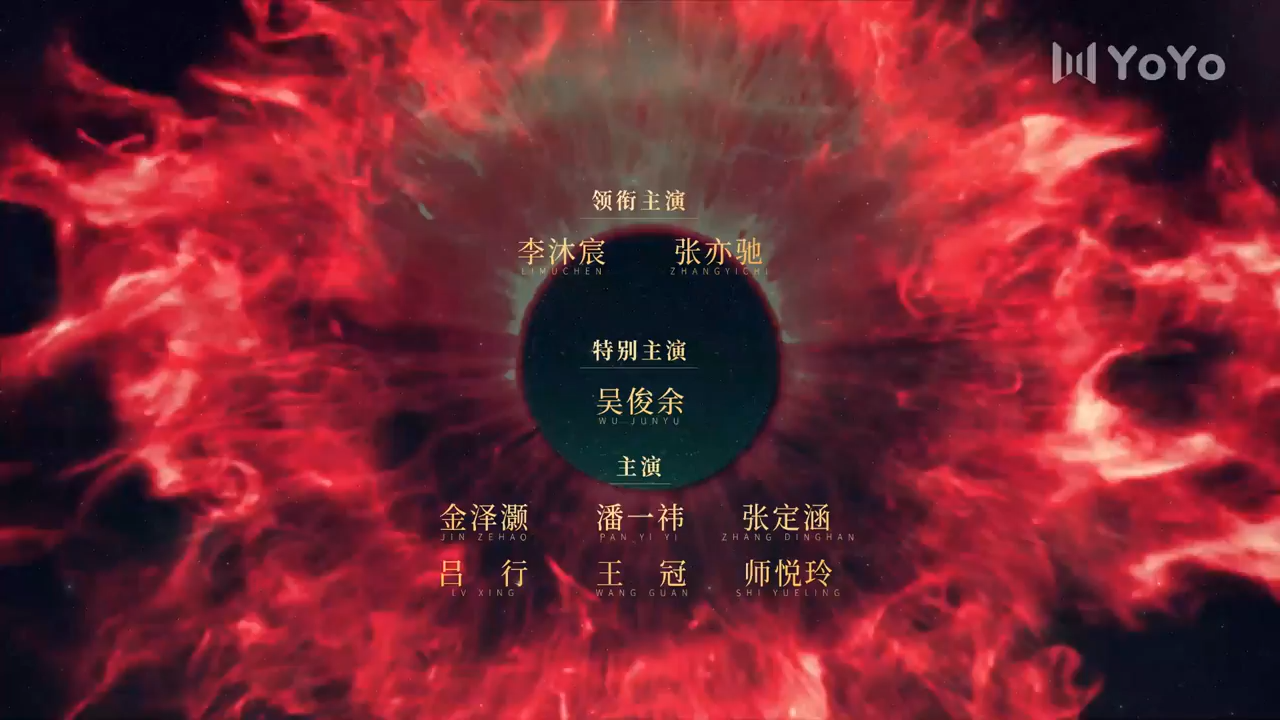 YoYo
领衔主演
李沐宸 张亦驰
LIMUCHEN ZHANGYICHI
特别主演
吴俊余
WU JUNYU
主演
金泽灏 潘一祎 张定涵
JIN ZEHAO PAN YI YI ZHANG DINGHAN
吕 行 王 冠 师悦玲
LV XING WANG GUAN SHI YUELING